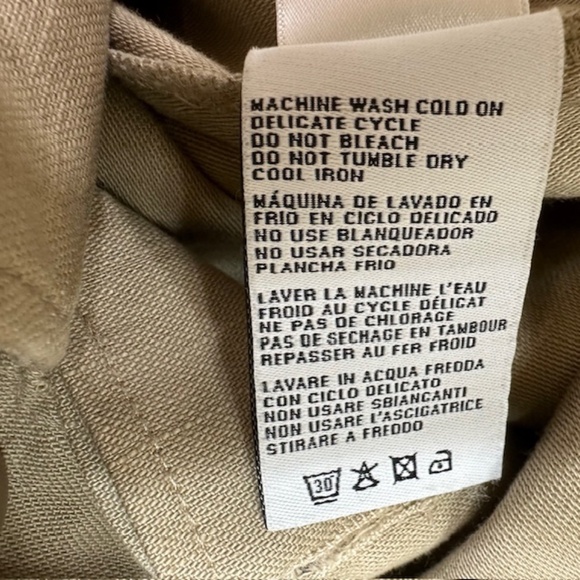 MACHINE WASH COLD ON
DELICATE CYCLE
DO NOT BLEACH
DO NOT TUMBLE DRY
COOL IRON
MÁQUINA DE LAVADO EN
FRIO EN CICLO DELICADO
NO USE BLANQUEADOR
NO USAR SECADORA
PLANCHA FRIO
LAVER LA MACHINE L'EAU
FROID AU CYCLE DÉLICAT
NE PAS DE CHLORAGE
PAS DE SECHAGE EN TAMBOUR
REPASSER AU FER FROID
LAVARE IN ACQUA FREDDA
CON CICLO DELICATO
NON USARE SBIANCANTI
NON USARE L'ASCIGATRICE
STIRARE A FREDDO
30°